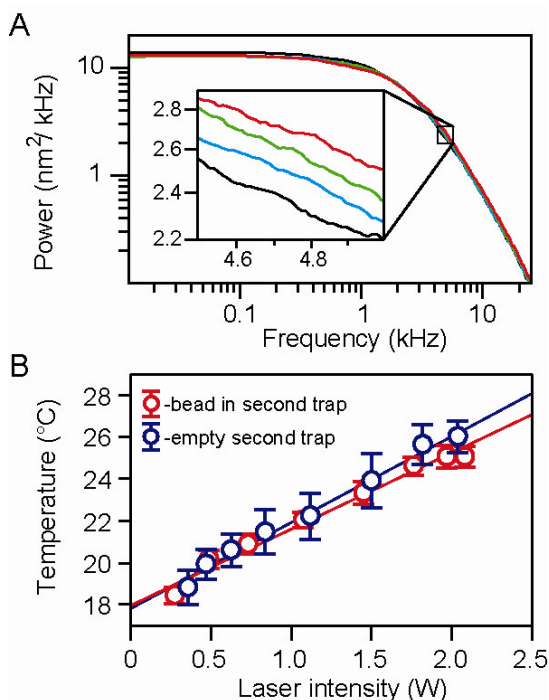 A
Power (nm²/ kHz)
10
1
2.8
2.6
2.4
2.2
4.6 4.8
0.1 1 10
Frequency (kHz)
B
Temperature (°C)
28
26
24
22
20
18
-bead in second trap
-empty second trap
0 0.5 1.0 1.5 2.0 2.5
Laser intensity (W)